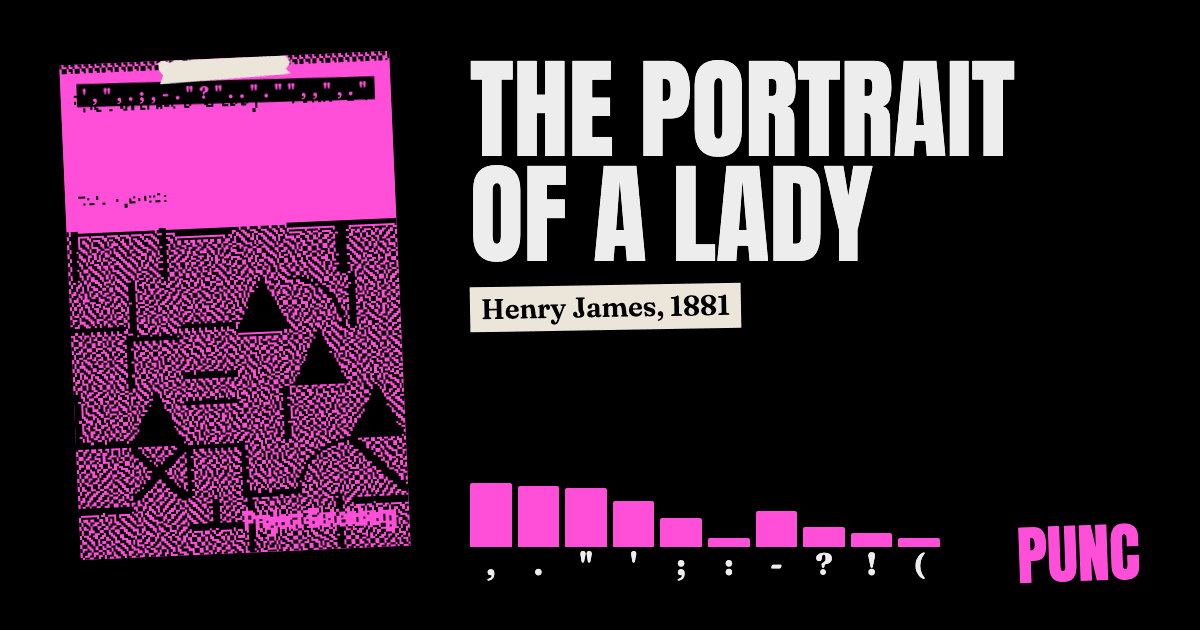 ',",.;,-."?"..".""",,",."
THE PORTRAIT
OF A LADY
Henry James, 1881
, . " ' ; : - ? ! (
PUNC